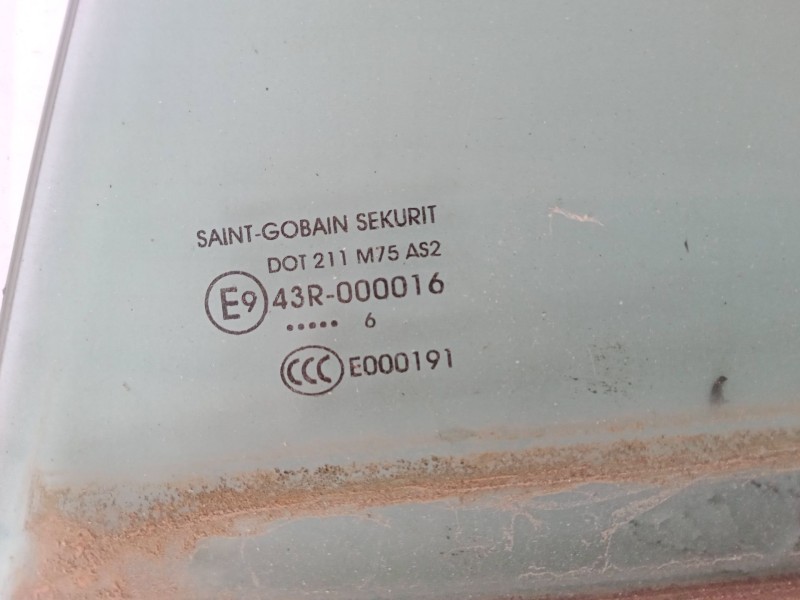 SAINT-GOBAIN SEKURIT
DOT 211 M75 AS2
E9 43R-000016
..... 6
CCC E000191